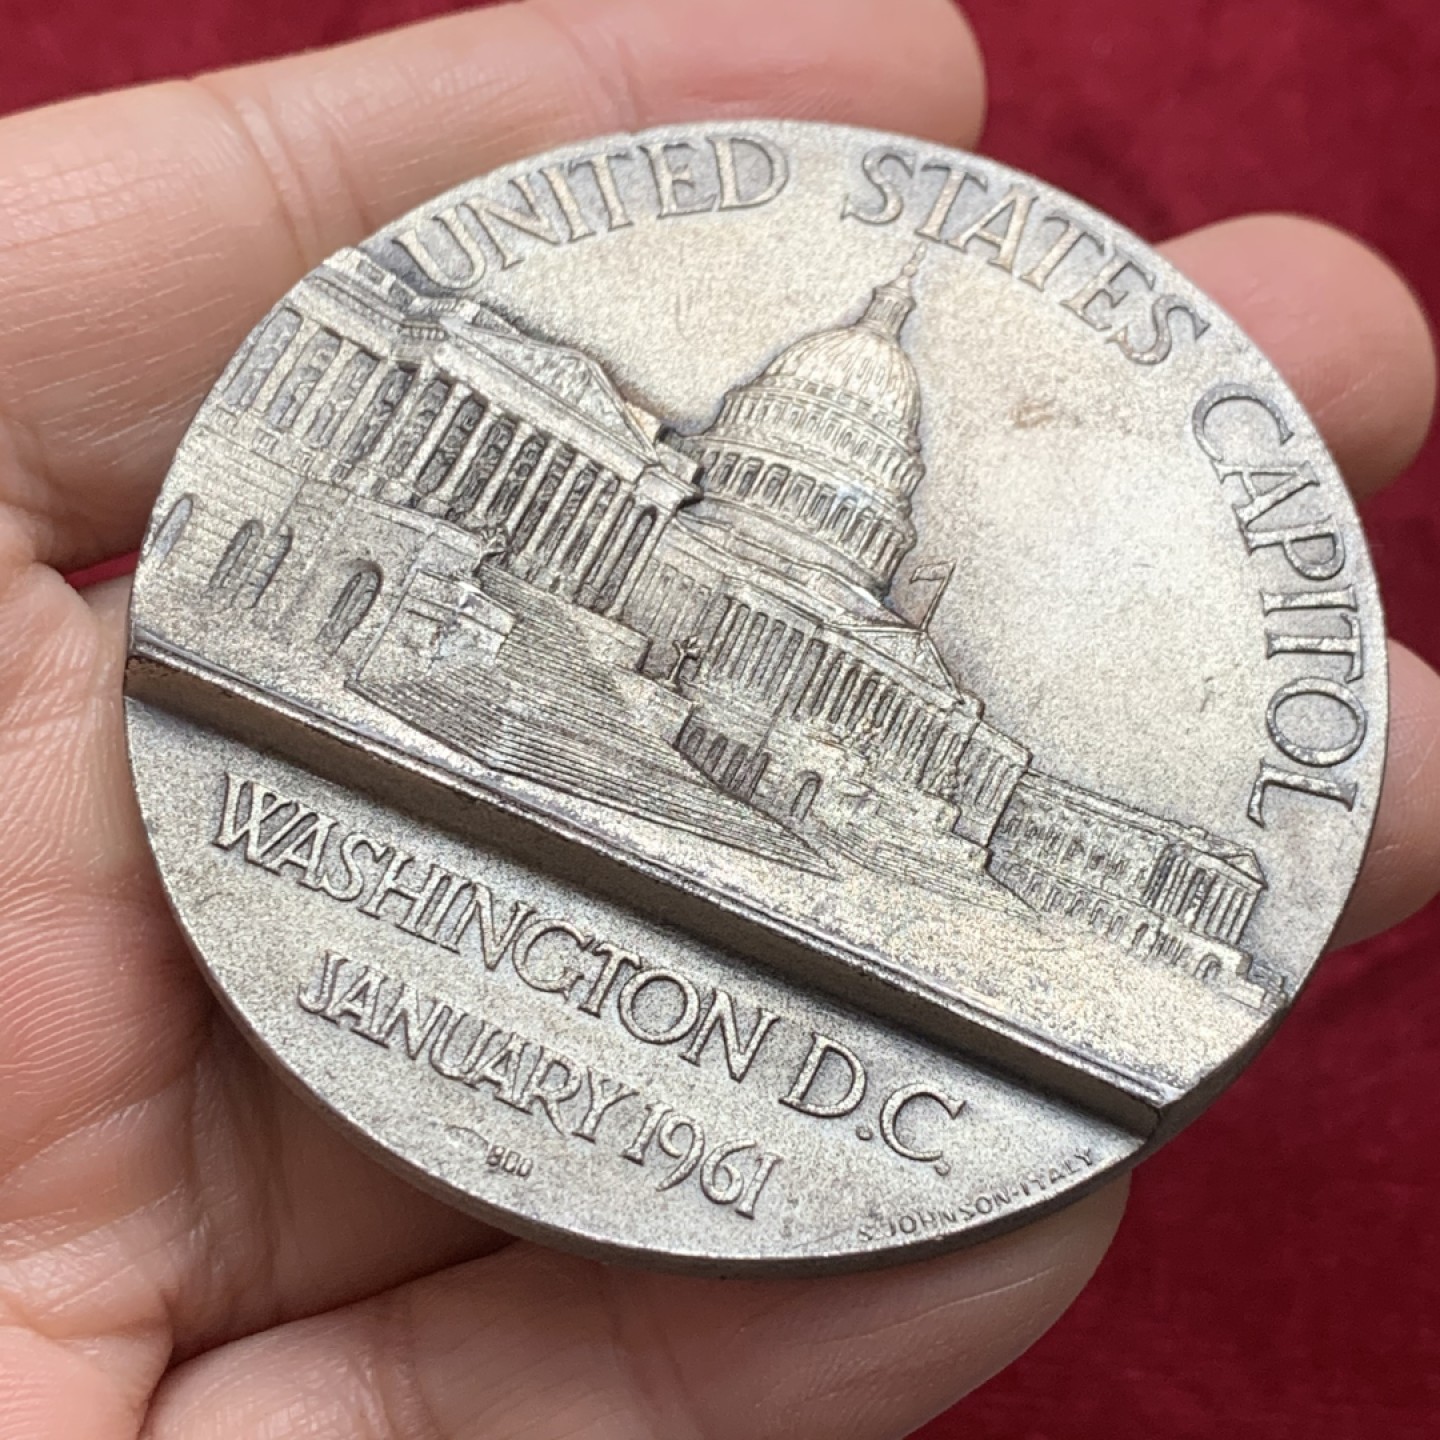 UNITED STATES CAPITOL
WASHINGTON D.C.
JANUARY 1961
800
S. JOHNSON-ITALY